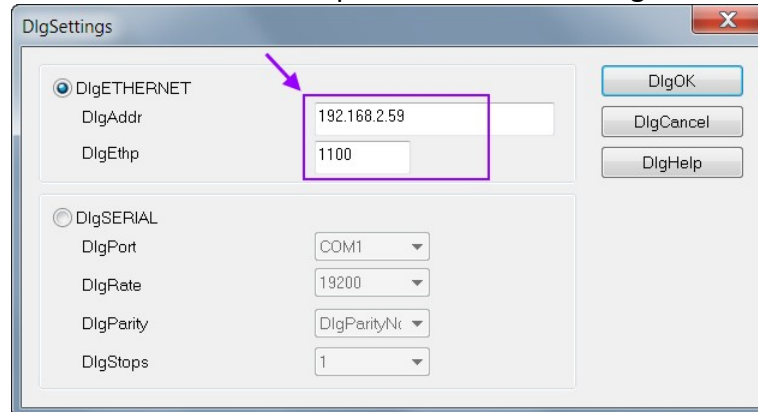 DlgSettings
DlgETHERNET
DlgAddr 192.168.2.59
DlgEthp 1100
DlgSERIAL
DlgPort COM1
DlgRate 19200
DlgParity
DlgStops 1
DlgOK
DlgCancel
DlgHelp